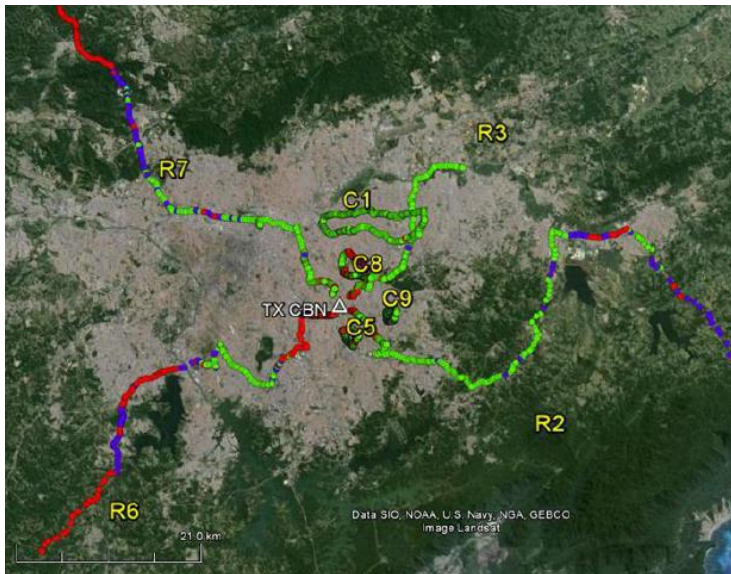 R3
R7
C1
C8
TX CBN
C9
C5
R2
R6
Data SIO, NOAA, U.S. Navy, NGA, GEBCO
Image Landsat
21.0 km